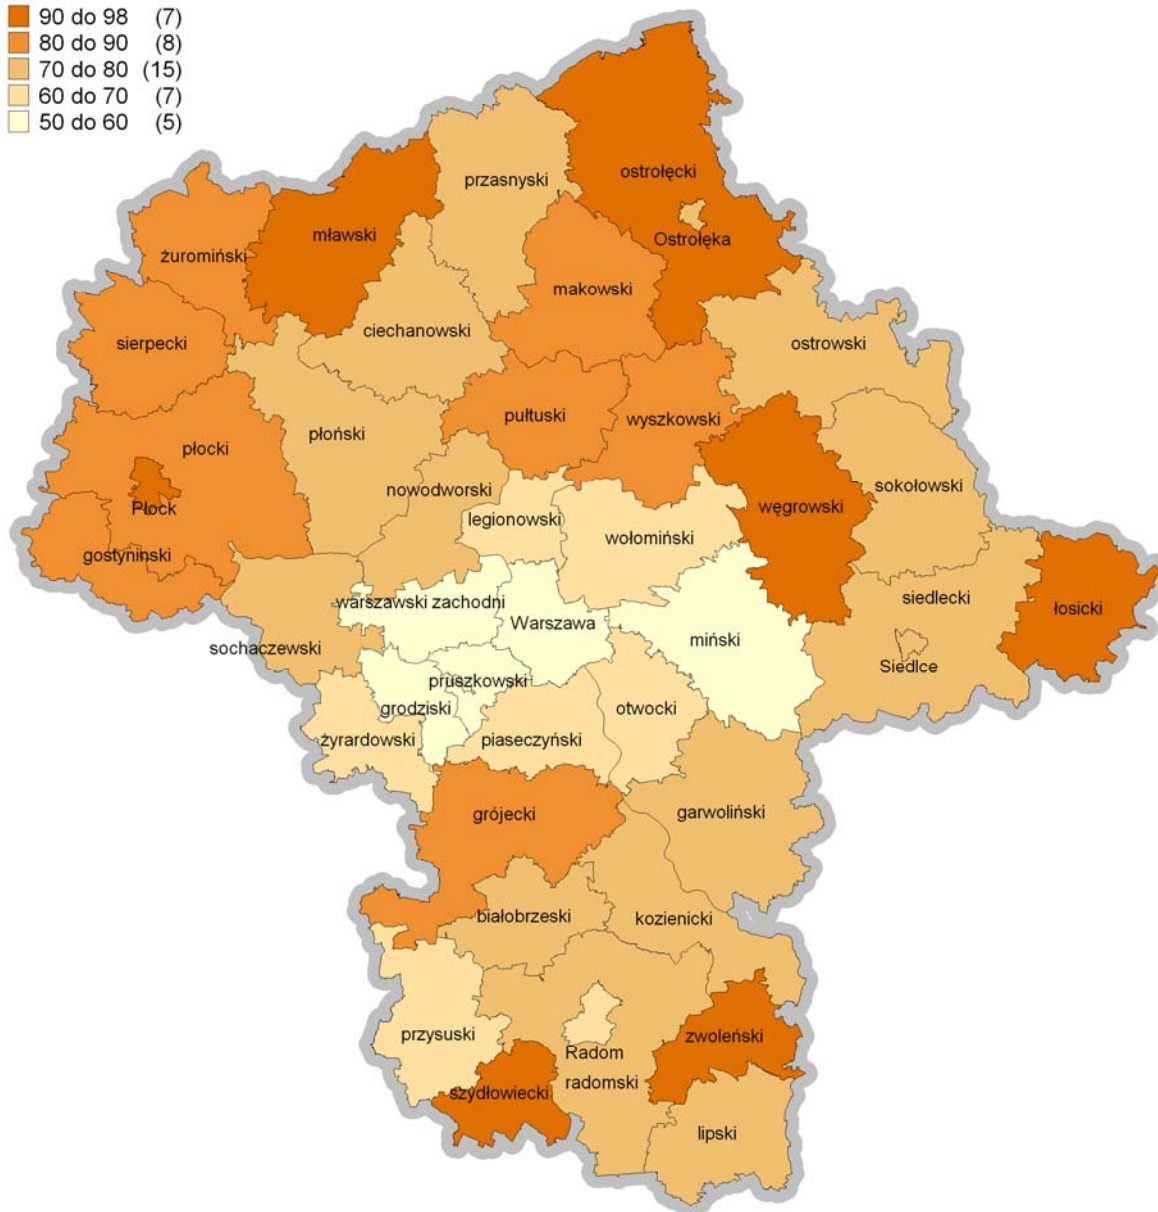 90 do 98 (7)
80 do 90 (8)
70 do 80 (15)
60 do 70 (7)
50 do 60 (5)
ostrołęcki
przasnyski
mławski
Ostrołęka
żuromiński
makowski
ciechanowski
sierpecki
ostrowski
pułtuski
wyszkowski
płoński
płocki
sokołowski
nowodworski
Płock
węgrowski
legionowski
wołomiński
gostyninski
siedlecki
warszawski zachodni
łosicki
Warszawa
miński
sochaczewski
Siedlce
pruszkowski
grodziski
otwocki
żyrardowski
piaseczyński
grójecki
garwoliński
białobrzeski
kozienicki
przysuski
zwoleński
Radom
radomski
szydłowiecki
lipski